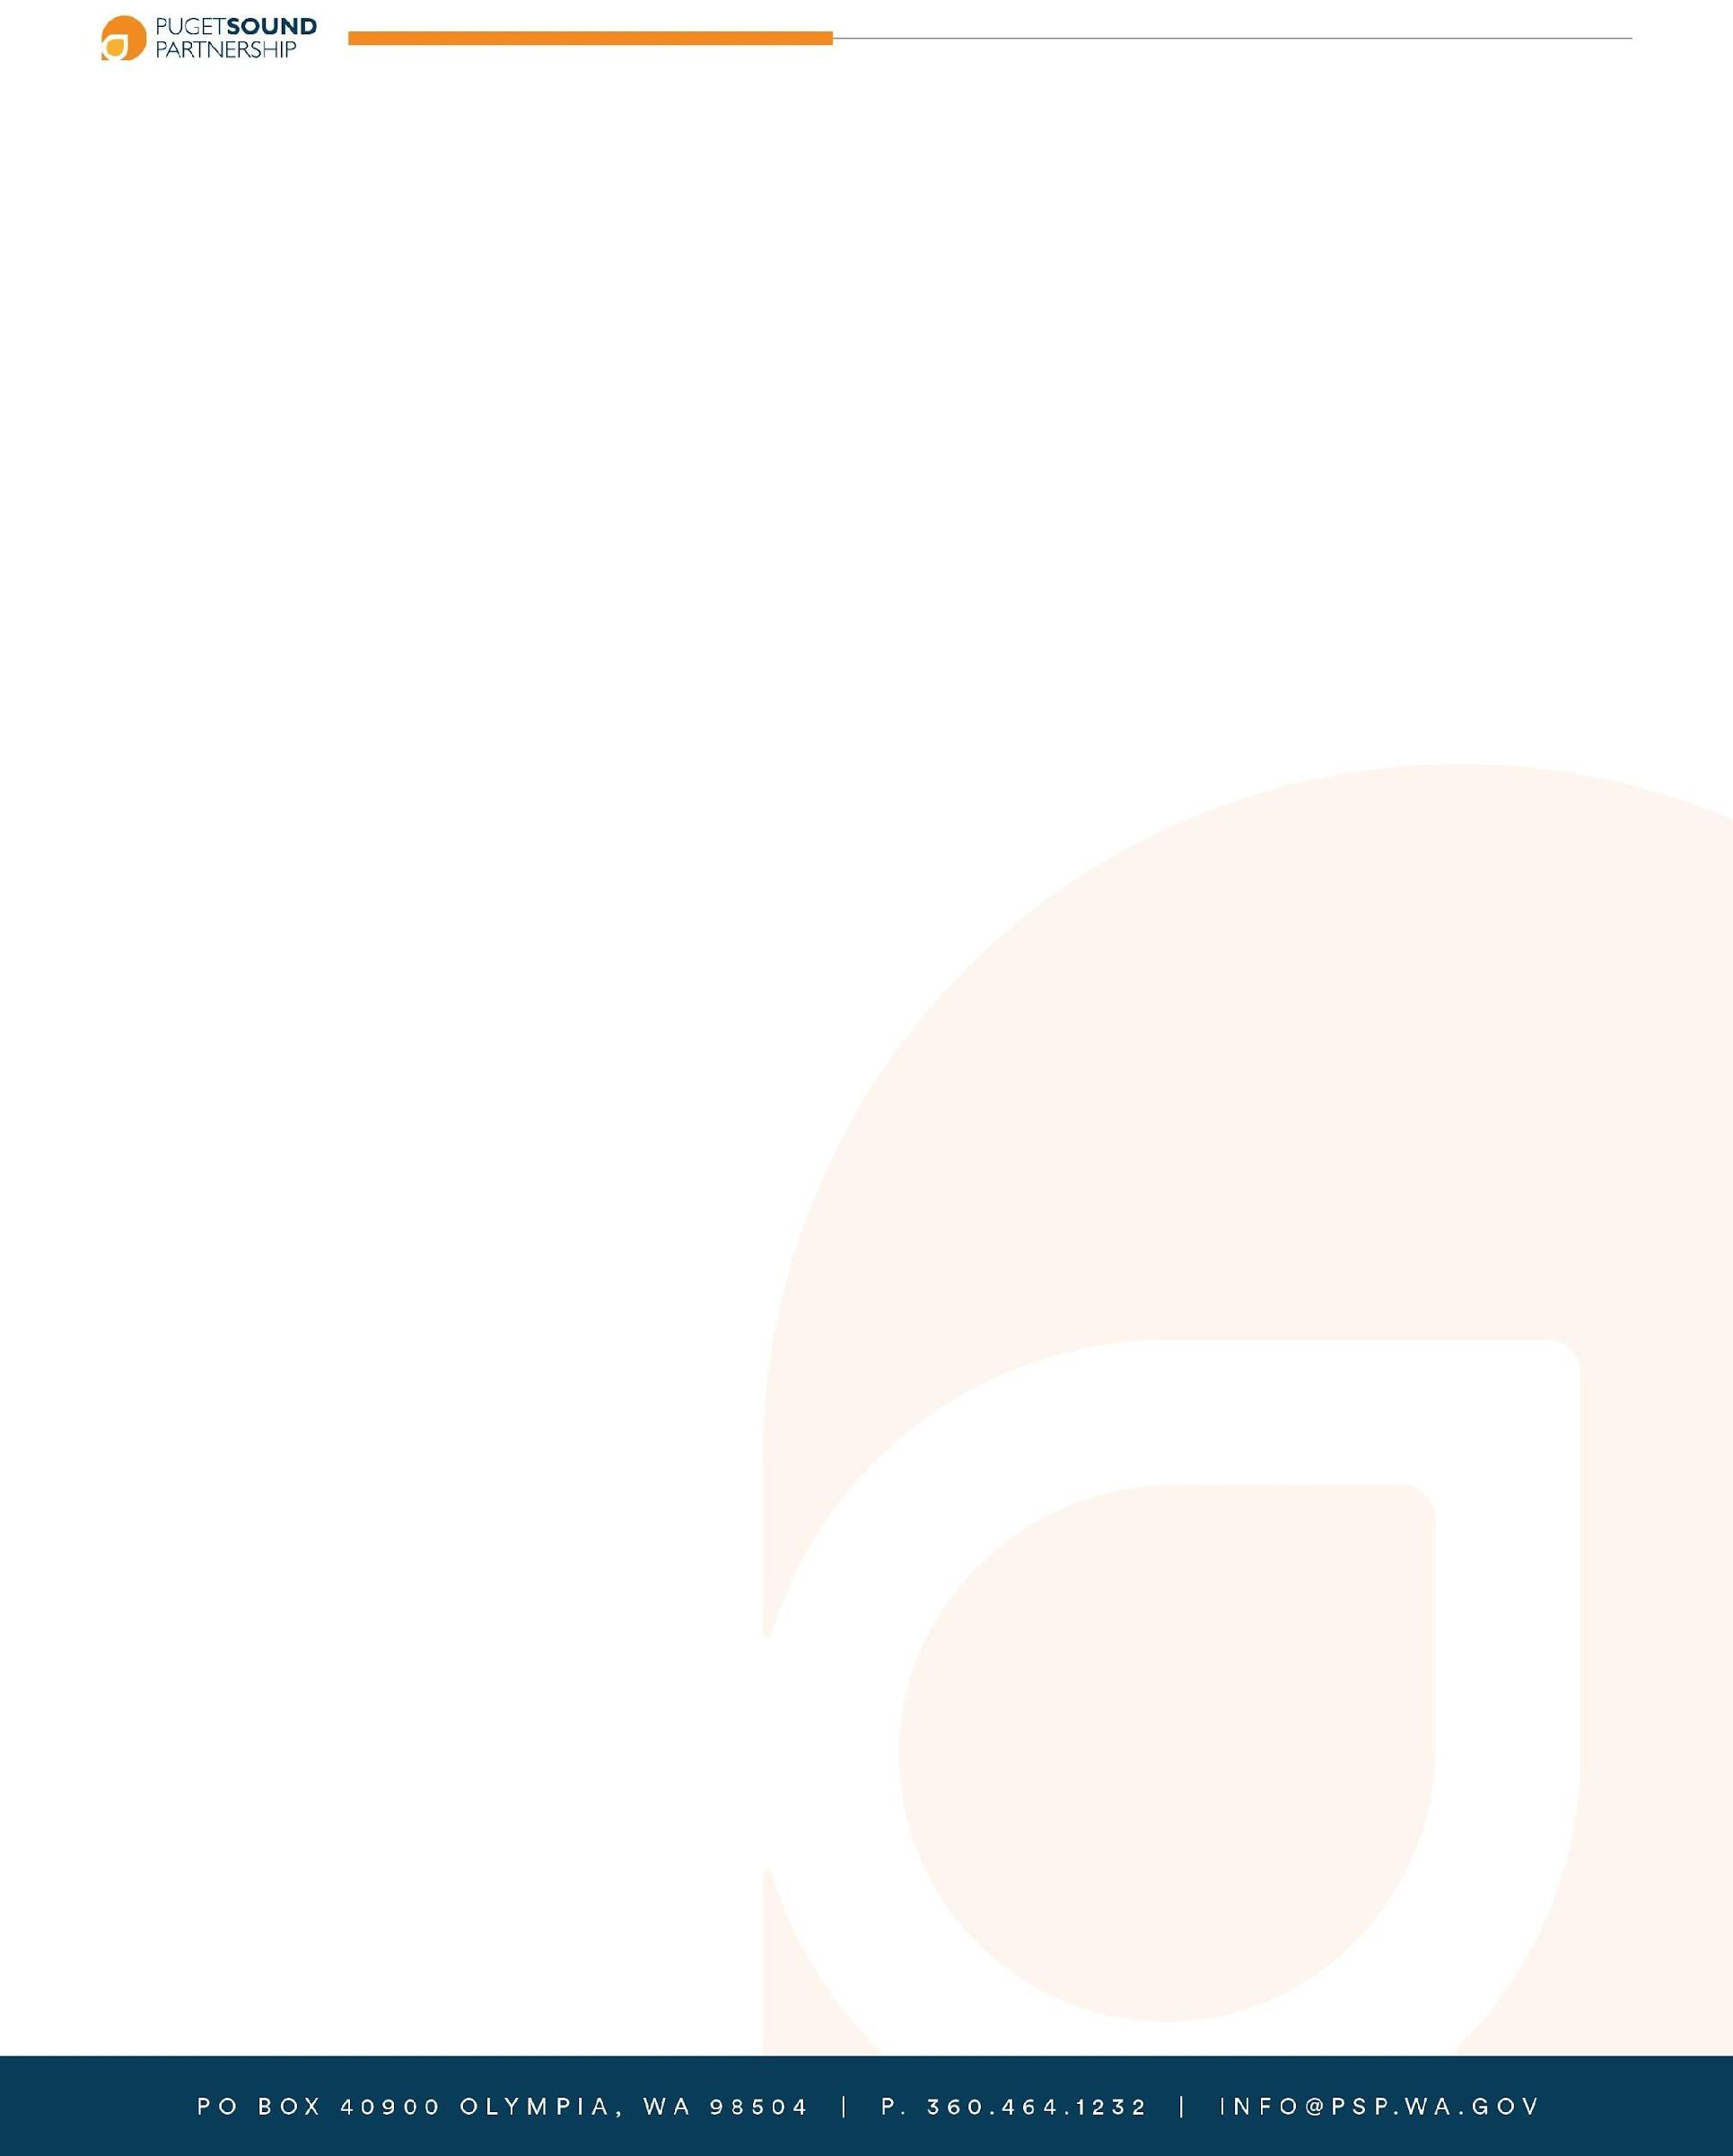 PUGETSOUND
PARTNERSHIP
PO BOX 40900 OLYMPIA, WA 98504 | P. 360.464.1232 | INFO@PSP.WA.GOV